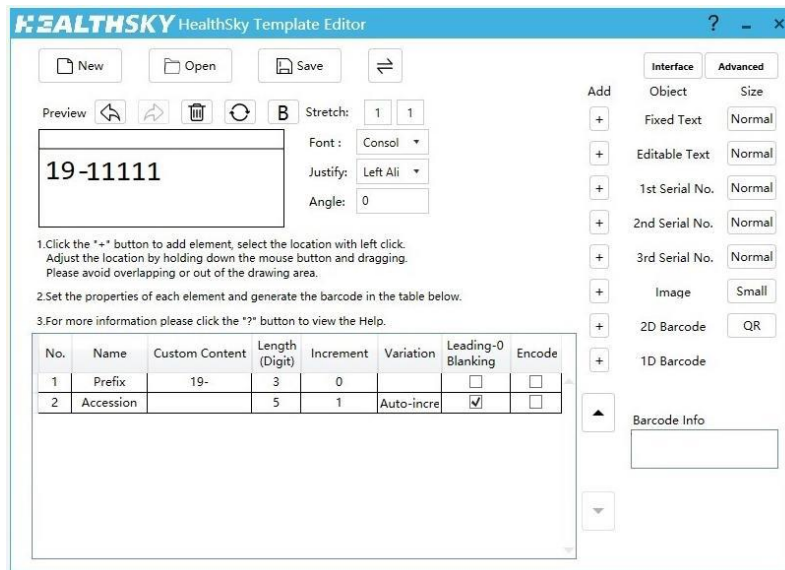 HEALTHSKY HealthSky Template Editor ?
New Open Save Interface Advanced
Add Object Size
Preview B Stretch: 1 1
+ Fixed Text Normal
Font : Consol
+ Editable Text Normal
19-11111
Justify: Left Ali
+ 1st Serial No. Normal
Angle: 0
+ 2nd Serial No. Normal
1.Click the "+" button to add element, select the location with left click.
Adjust the location by holding down the mouse button and dragging.
Please avoid overlapping or out of the drawing area.
+ 3rd Serial No. Normal
2.Set the properties of each element and generate the barcode in the table below.
+ Image Small
3.For more information please click the "?" button to view the Help.
+ 2D Barcode QR
+ 1D Barcode
No. Name Custom Content Length (Digit) Increment Variation Leading-0 Blanking Encode
1 Prefix 19- 3 0
2 Accession 5 1 Auto-incre
Barcode Info